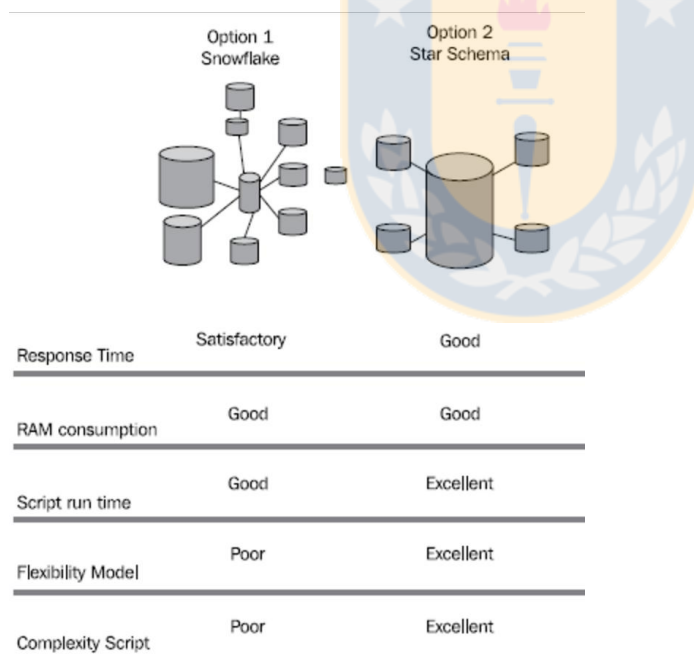 Option 1
Snowflake
Option 2
Star Schema
Satisfactory
Good
Response Time
Good
Good
RAM consumption
Good
Excellent
Script run time
Poor
Excellent
Flexibility Model
Poor
Excellent
Complexity Script